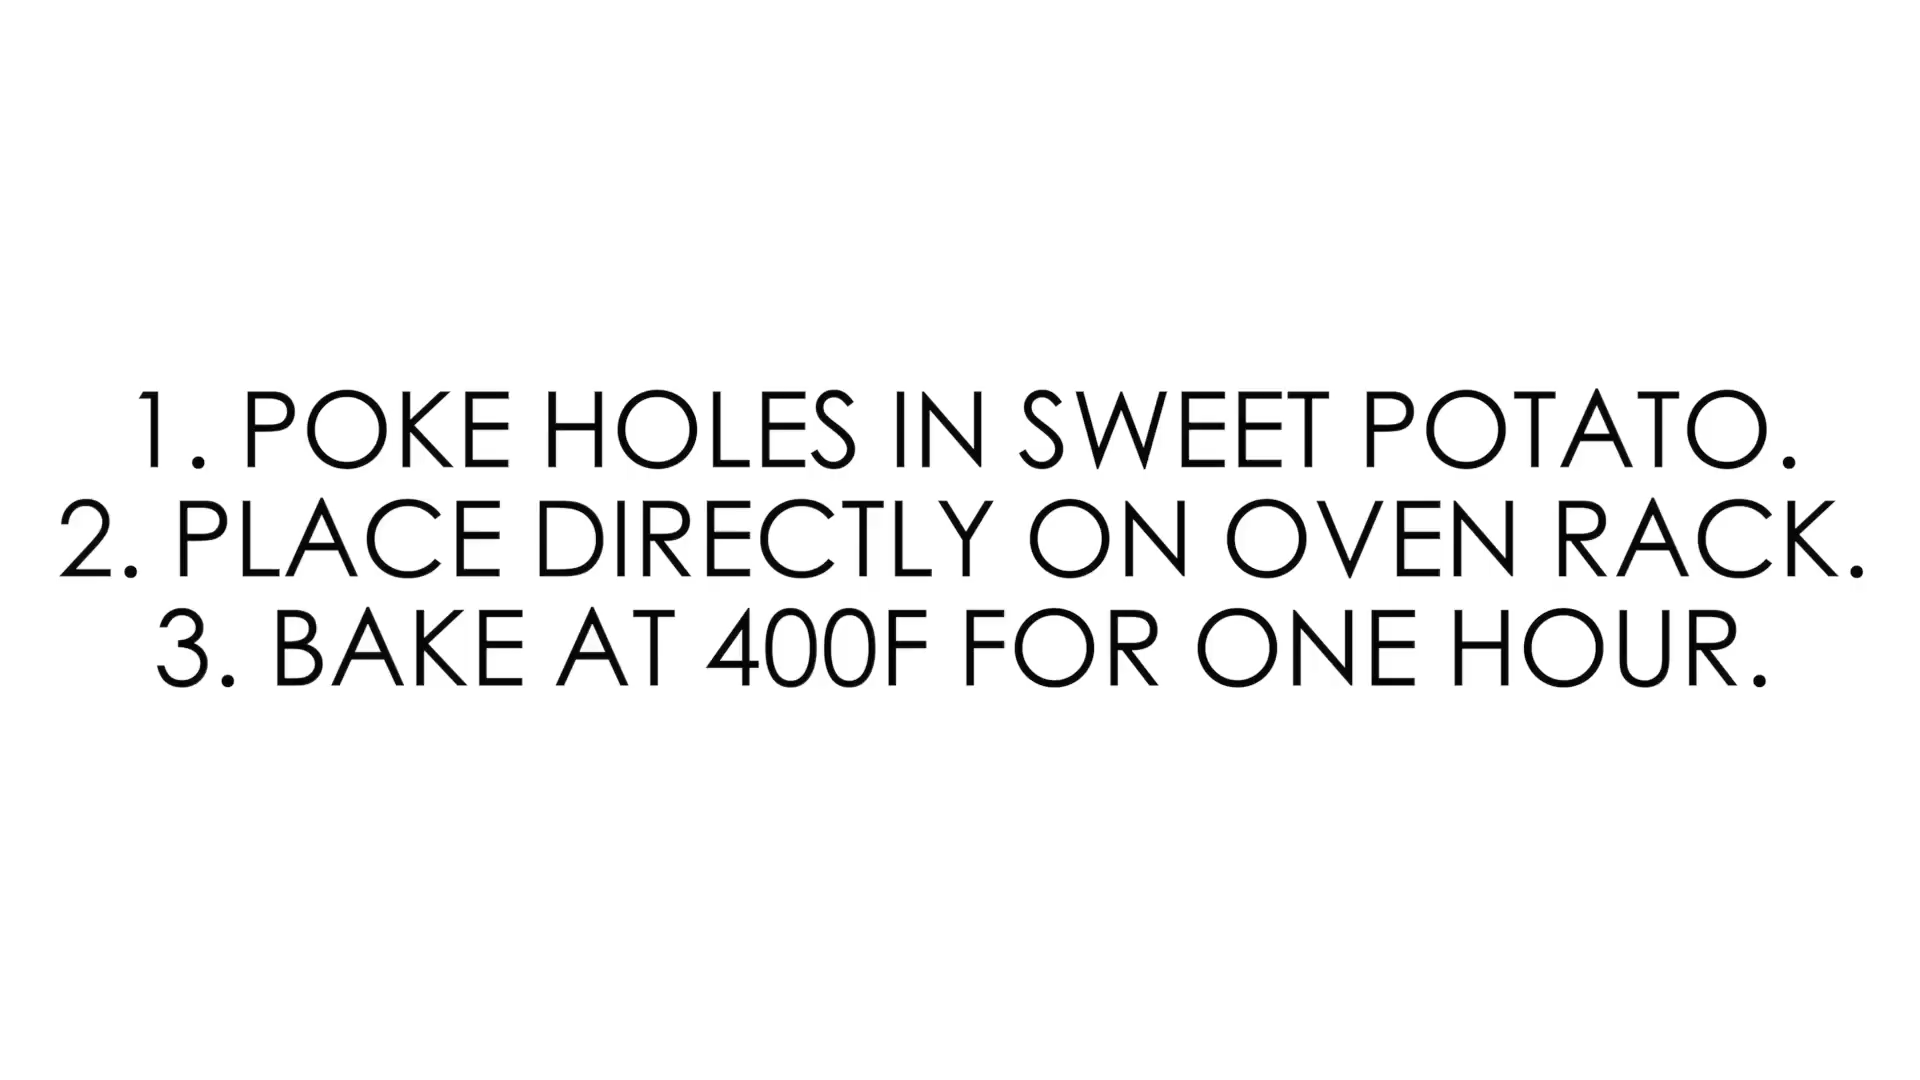 1. POKE HOLES IN SWEET POTATO.
2. PLACE DIRECTLY ON OVEN RACK.
3. BAKE AT 400F FOR ONE HOUR.